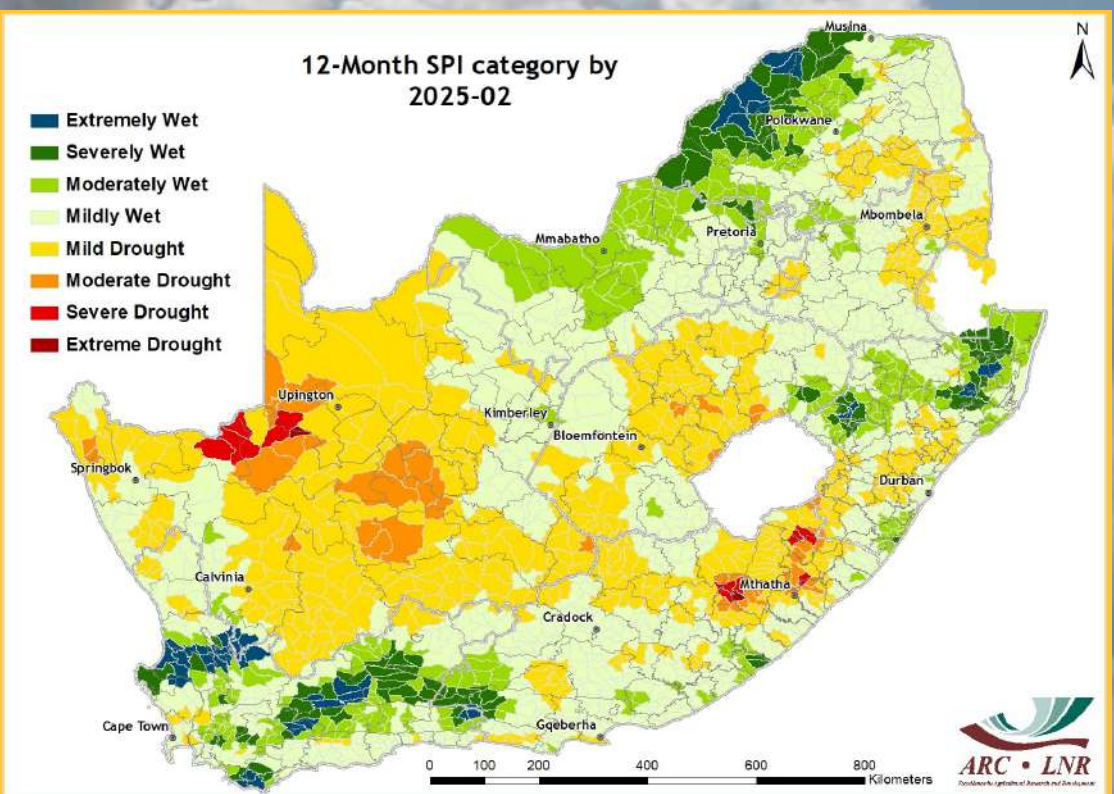 12-Month SPI category by
2025-02
N
Extremely Wet
Severely Wet
Moderately Wet
Mildly Wet
Mild Drought
Moderate Drought
Severe Drought
Extreme Drought
Musina
Polokwane
Mbombela
Mmabatho
Pretoria
Upington
Kimberley
Bloemfontein
Springbok
Durban
Calvinia
Mthatha
Cradock
Cape Town
Gqeberha
0 100 200 400 600 800
Kilometers
ARC • LNR